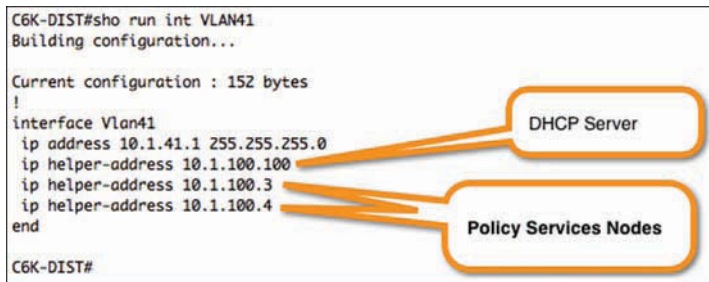 C6K-DIST#sho run int VLAN41
Building configuration...
Current configuration : 152 bytes
!
interface Vlan41
ip address 10.1.41.1 255.255.255.0
ip helper-address 10.1.100.100
ip helper-address 10.1.100.3
ip helper-address 10.1.100.4
end
C6K-DIST#
DHCP Server
Policy Services Nodes